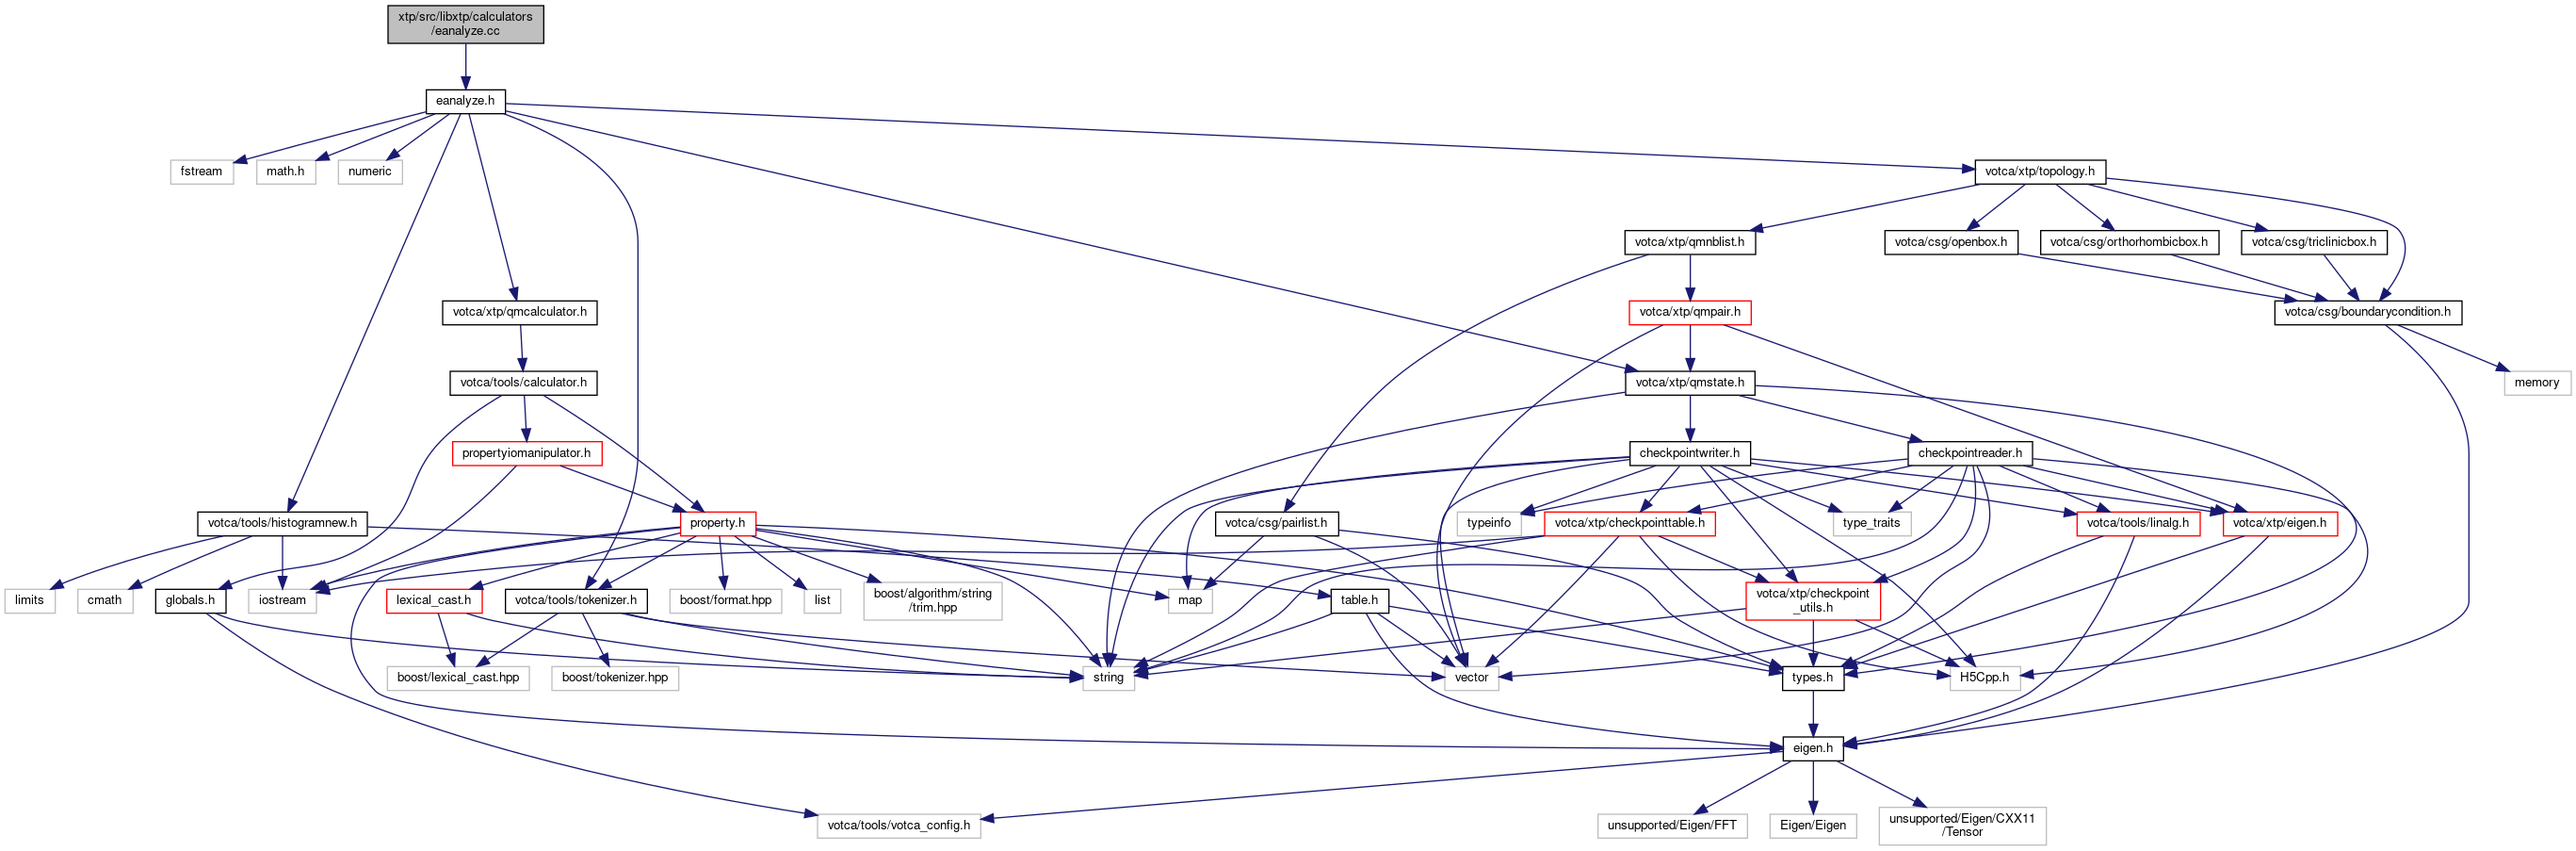 xtp/src/libxtp/calculators
/eanalyze.cc
eanalyze.h
fstream
math.h
numeric
votca/xtp/topology.h
votca/xtp/qmnblist.h
votca/csg/openbox.h
votca/csg/orthorhombicbox.h
votca/csg/triclinicbox.h
votca/xtp/qmcalculator.h
votca/xtp/qmpair.h
votca/csg/boundarycondition.h
votca/tools/calculator.h
votca/xtp/qmstate.h
memory
propertyiomanipulator.h
checkpointwriter.h
checkpointreader.h
votca/tools/histogramnew.h
property.h
votca/csg/pairlist.h
typeinfo
votca/xtp/checkpointtable.h
type_traits
votca/tools/linalg.h
votca/xtp/eigen.h
limits
cmath
globals.h
iostream
lexical_cast.h
votca/tools/tokenizer.h
boost/format.hpp
list
boost/algorithm/string
/trim.hpp
map
table.h
votca/xtp/checkpoint
_utils.h
boost/lexical_cast.hpp
boost/tokenizer.hpp
string
vector
types.h
H5Cpp.h
eigen.h
votca/tools/votca_config.h
unsupported/Eigen/FFT
Eigen/Eigen
unsupported/Eigen/CXX11
/Tensor